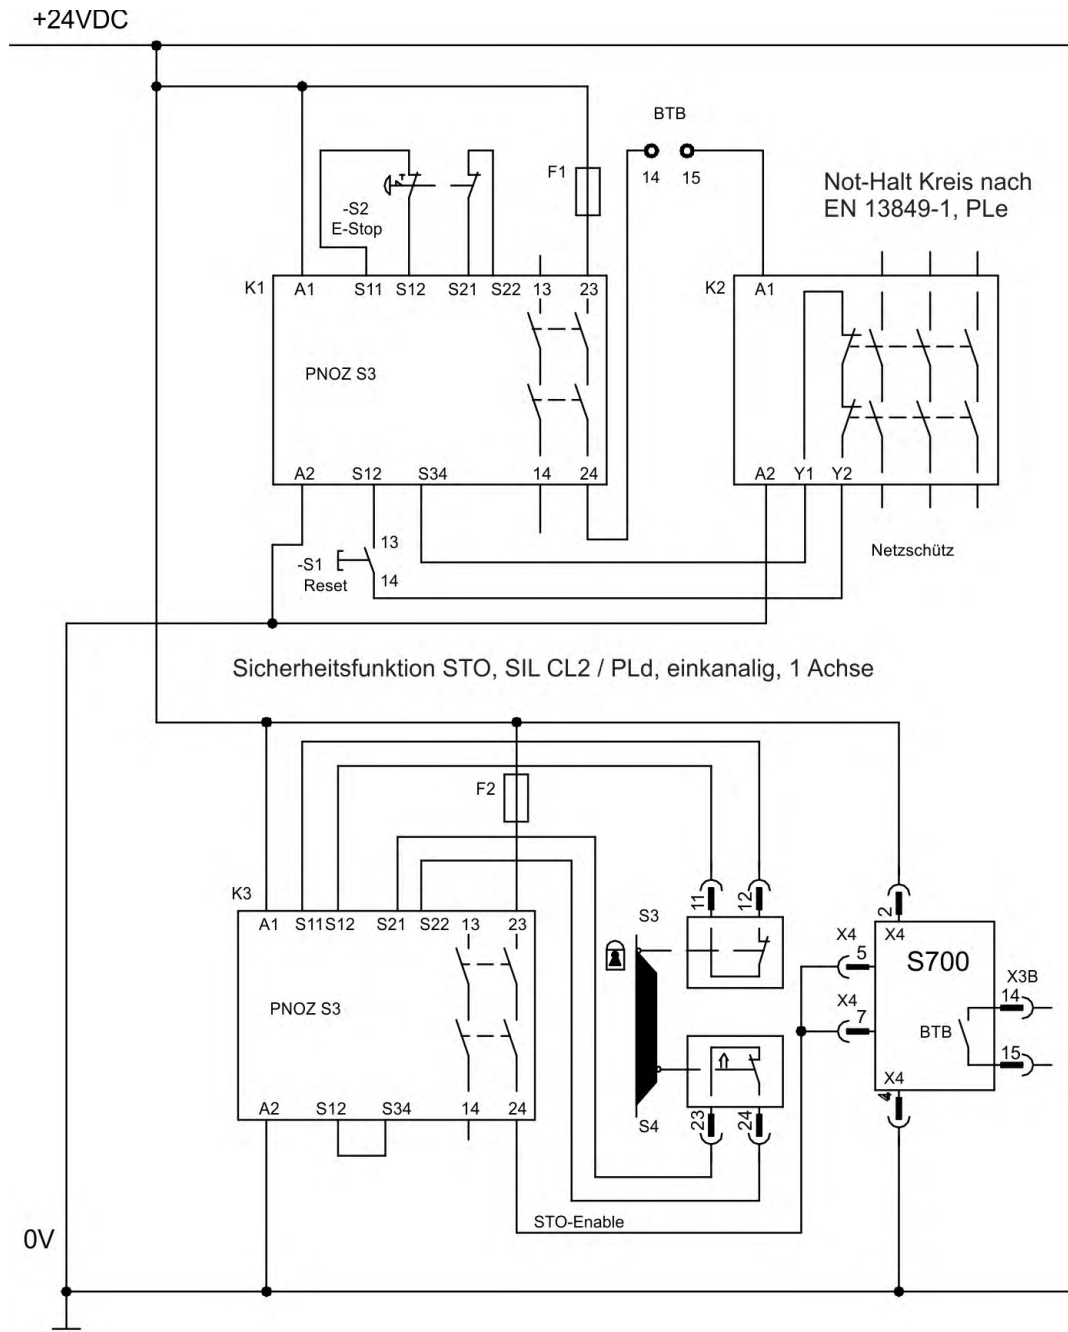 +24VDC
BTB
14 15
F1
-S2
E-Stop
Not-Halt Kreis nach
EN 13849-1, PLe
K1
A1 S11 S12 S21 S22 13 23
PNOZ S3
A2 S12 S34 14 24
K2
A1
A2 Y1 Y2
-S1
Reset
13
14
Netzschütz
Sicherheitsfunktion STO, SIL CL2 / PLd, einkanalig, 1 Achse
F2
K3
A1 S11 S12 S21 S22 13 23
PNOZ S3
A2 S12 S34 14 24
S3
11 12
S4
23 24
2
X4
S700
X4
5
X4
7
BTB
X3B
14
15
X4
4
STO-Enable
0V